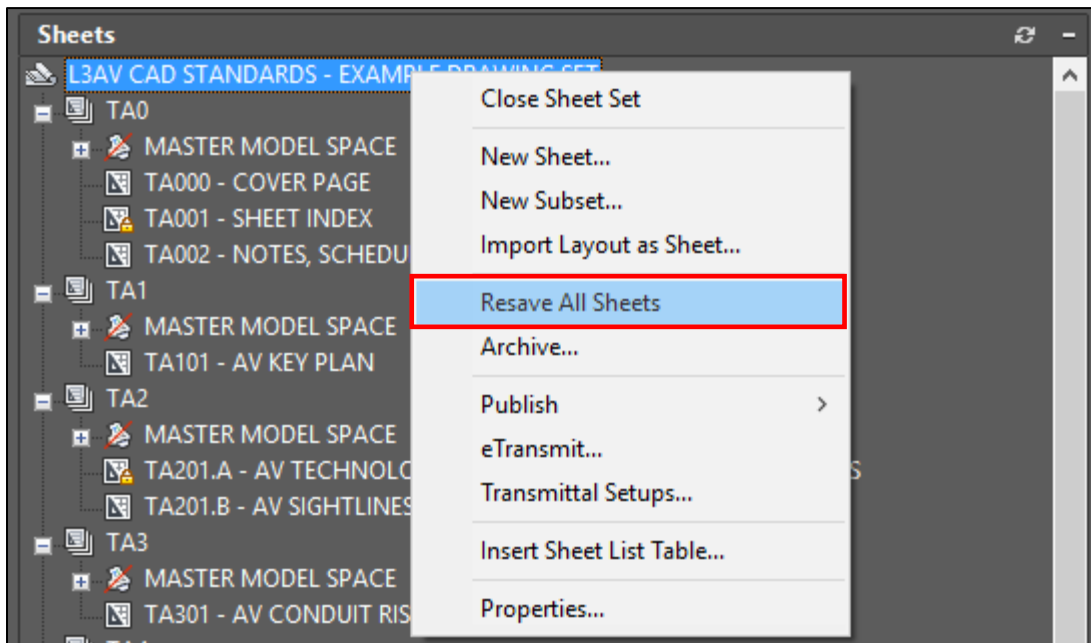 Sheets
L3AV CAD STANDARDS - EXAMPLE DRAWING SET
Close Sheet Set
TA0
MASTER MODEL SPACE
New Sheet...
TA000 - COVER PAGE
New Subset...
TA001 - SHEET INDEX
Import Layout as Sheet...
TA002 - NOTES, SCHEDU
TA1
Resave All Sheets
MASTER MODEL SPACE
Archive...
TA101 - AV KEY PLAN
TA2
Publish
MASTER MODEL SPACE
eTransmit...
TA201.A - AV TECHNOLO S
Transmittal Setups...
TA201.B - AV SIGHTLINES
TA3
Insert Sheet List Table...
MASTER MODEL SPACE
TA301 - AV CONDUIT RIS
Properties...